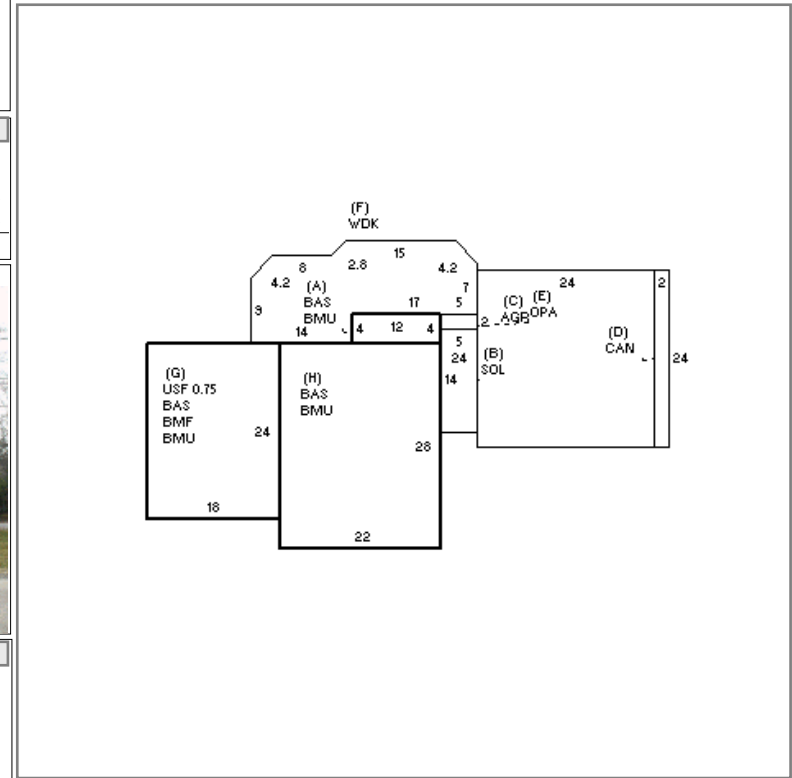 (F)
WDK
15
8
2.8
4.2
4.2
(A)
BAS
BMU
9
14
17
7
5
4
12
4
24
2
(C)
AGB
(E)
OPA
2
(D)
CAN
24
5
24
14
(B)
SOL
(G)
USF 0.75
BAS
BMF
BMU
24
18
(H)
BAS
BMU
28
22